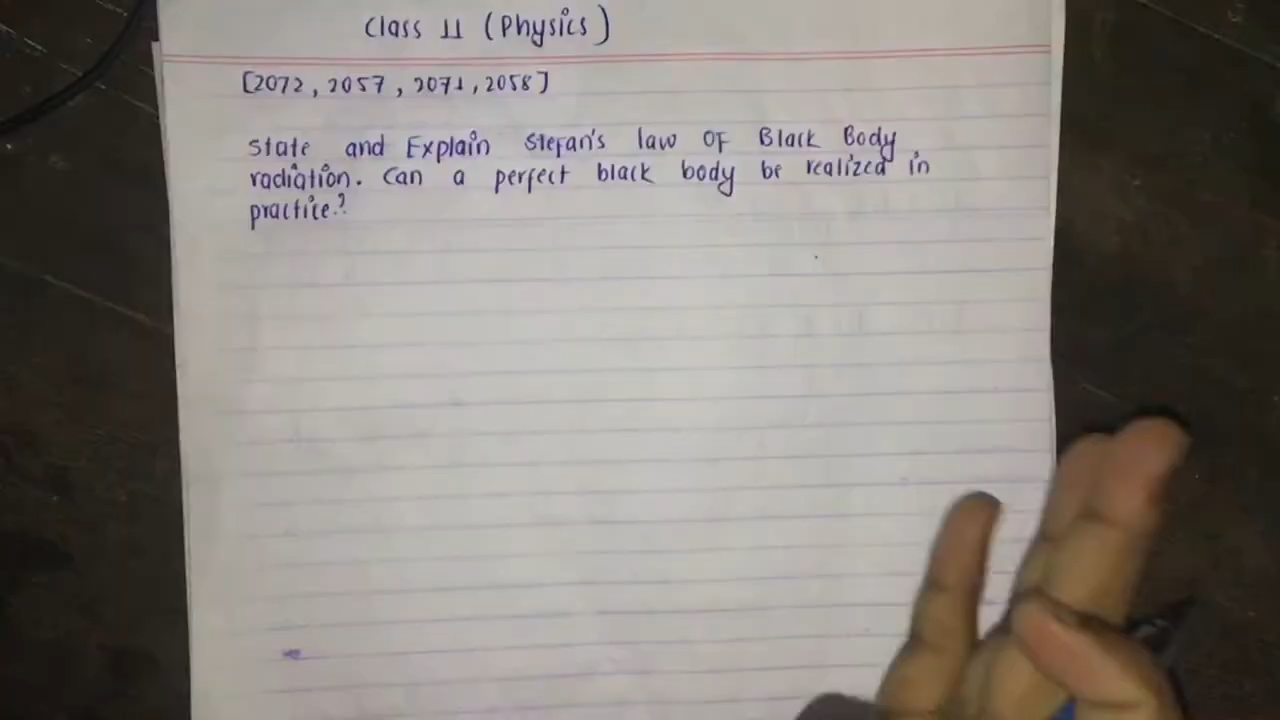 Class 11 (Physics)
[2072, 2057, 2071, 2058]
State and Explain Stefan's law OF Black Body
radiation. Can a perfect black body be realized in
practice?